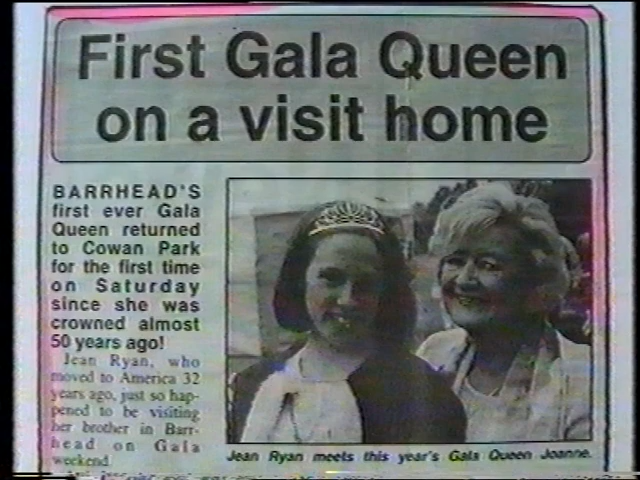 First Gala Queen
on a visit home
BARRHEAD'S
first ever Gala
Queen returned
to Cowan Park
for the first time
on Saturday
since she was
crowned almost
50 years ago!
Jean Ryan, who
moved to America 32
years ago, just so hap-
pened to be visiting
her brother in Barr-
head on Gala
weekend.
Jean Ryan meets this year's Gala Queen Joanne.